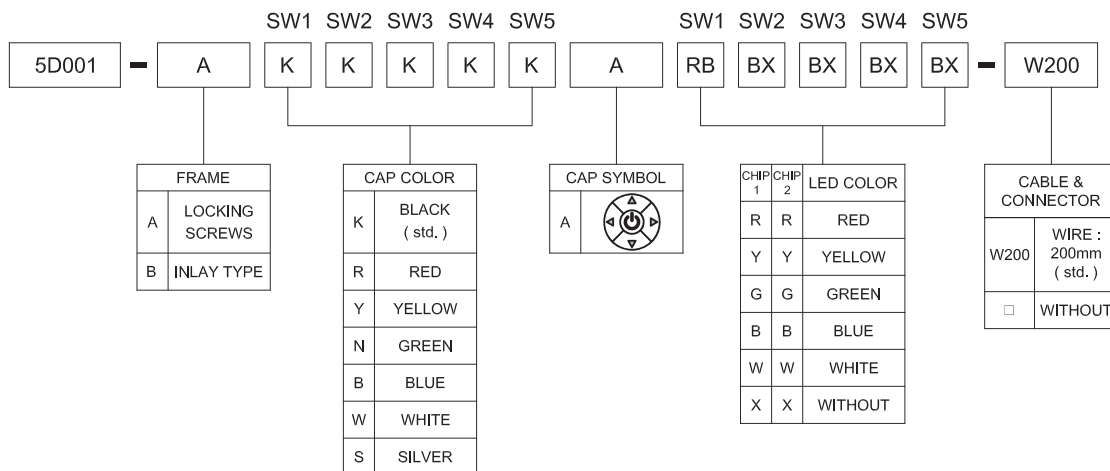 SW1 SW2 SW3 SW4 SW5 SW1 SW2 SW3 SW4 SW5
5D001 - A K K K K K A RB BX BX BX BX - W200
FRAME
A LOCKING SCREWS
B INLAY TYPE
CAP COLOR
K BLACK ( std. )
R RED
Y YELLOW
N GREEN
B BLUE
W WHITE
S SILVER
CAP SYMBOL
A
CHIP 1 CHIP 2 LED COLOR
R R RED
Y Y YELLOW
G G GREEN
B B BLUE
W W WHITE
X X WITHOUT
CABLE &
CONNECTOR
W200 WIRE : 200mm ( std. )
□ WITHOUT